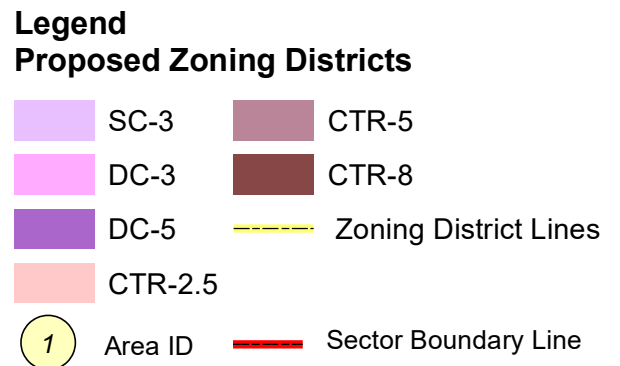 Legend
Proposed Zoning Districts
SC-3
CTR-5
DC-3
CTR-8
DC-5
Zoning District Lines
CTR-2.5
1
Area ID
Sector Boundary Line